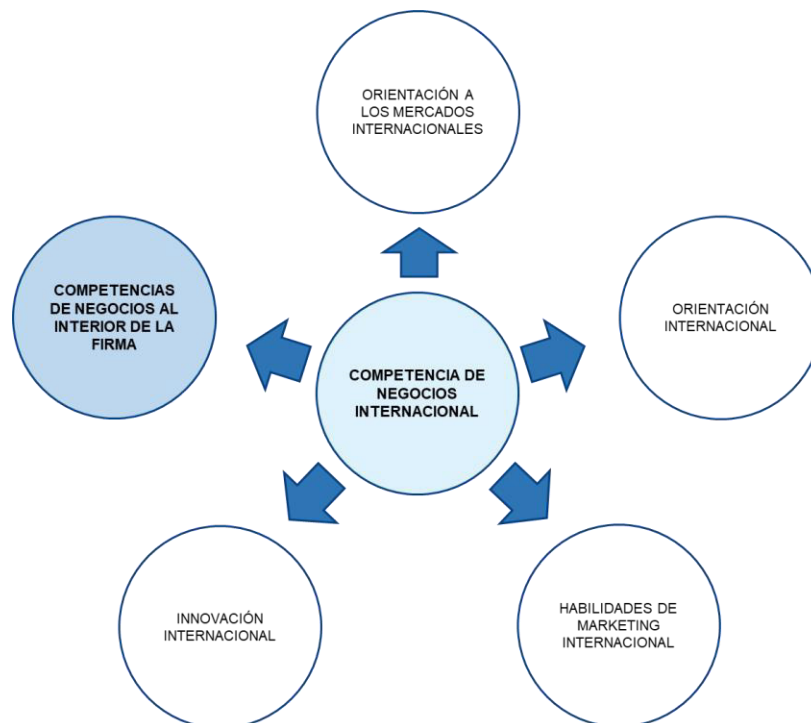 ORIENTACIÓN A
LOS MERCADOS
INTERNACIONALES
COMPETENCIAS
DE NEGOCIOS AL
INTERIOR DE LA
FIRMA
ORIENTACIÓN
INTERNACIONAL
COMPETENCIA DE
NEGOCIOS
INTERNACIONAL
INNOVACIÓN
INTERNACIONAL
HABILIDADES DE
MARKETING
INTERNACIONAL